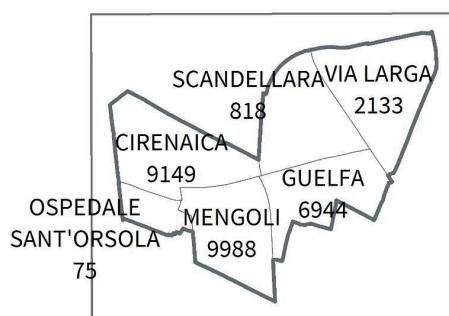 SCANDELLARA
818
VIA LARGA
2133
CIRENAICA
9149
GUELFA
6944
OSPEDALE
SANT'ORSOLA
75
MENGOLI
9988